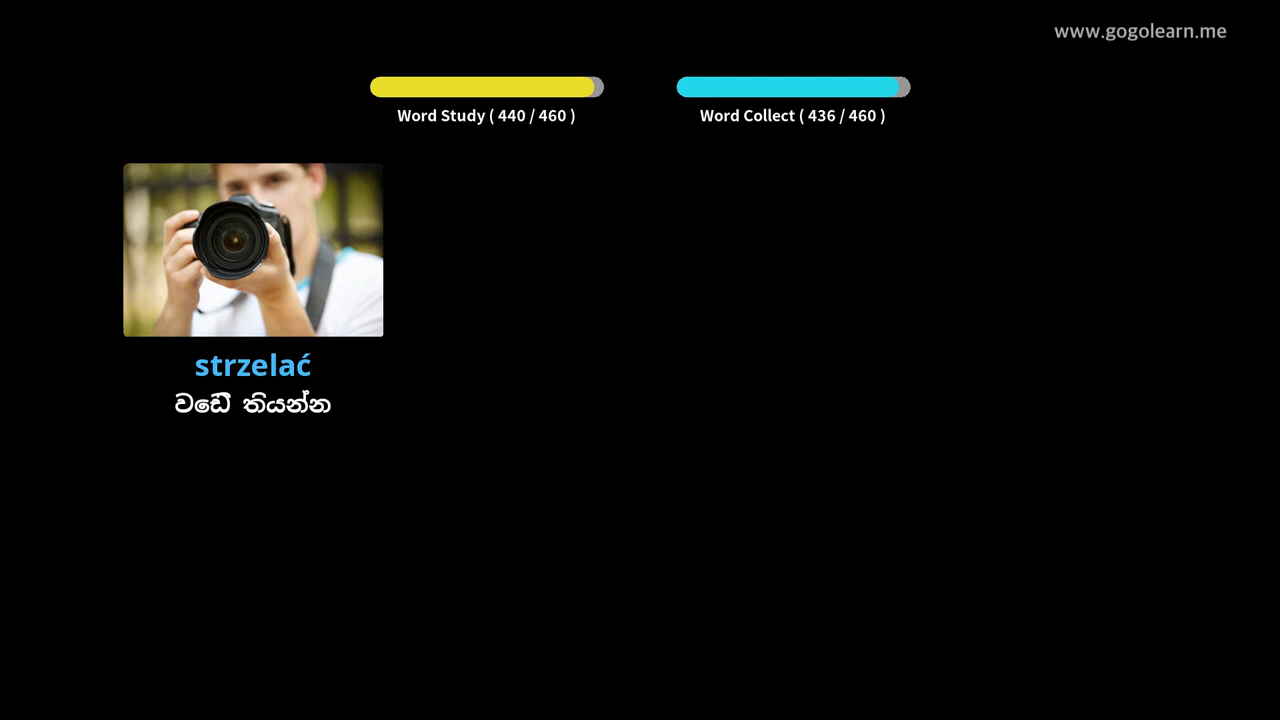 www.gogolearn.me
Word Study ( 440 / 460 )
Word Collect ( 436 / 460 )
strzelać
වෙඩි තියන්න